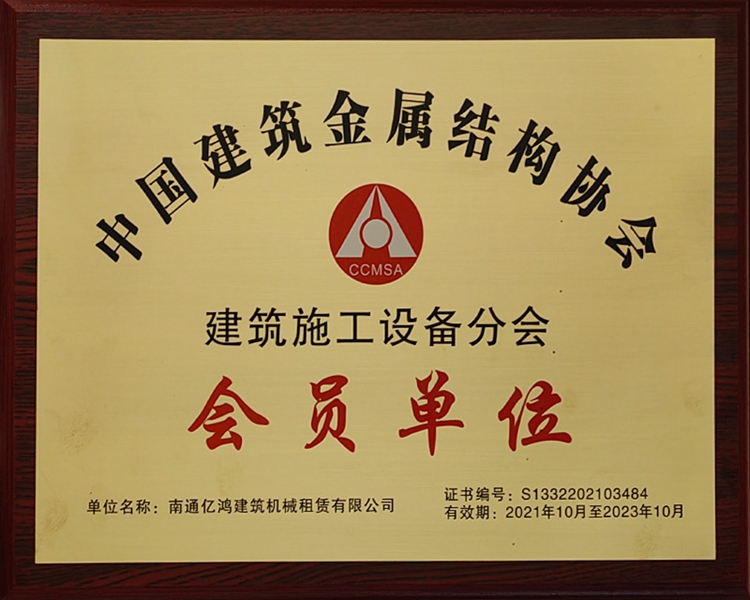 中国建筑金属结构协会
CCMSA
建筑施工设备分会
会员单位
单位名称：南通亿鸿建筑机械租赁有限公司
证书编号：S1332202103484
有效期：2021年10月至2023年10月